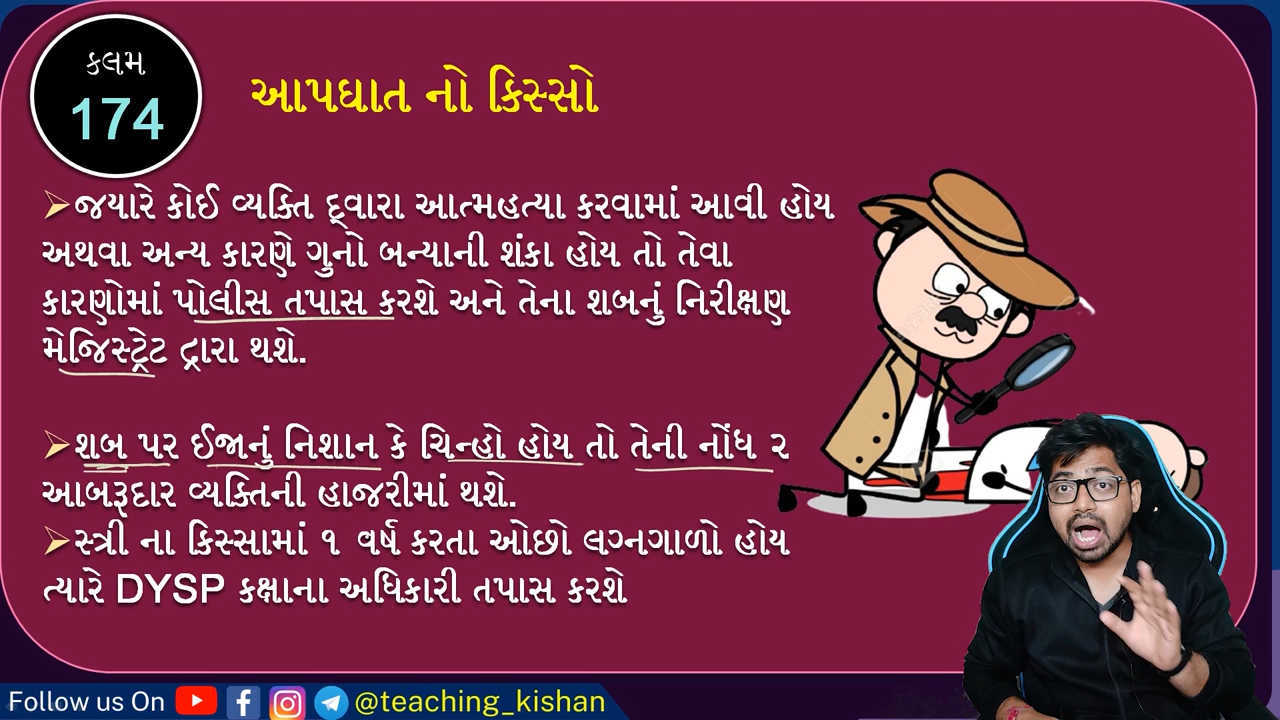 કલમ
174
આપઘાત નો કિસ્સો
➢જયારે કોઈ વ્યક્તિ દ્વારા આત્મહત્યા કરવામાં આવી હોય
અથવા અન્ય કારણે ગુનો બન્યાની શંકા હોય તો તેવા
કારણોમાં પોલીસ તપાસ કરશે અને તેના શબનું નિરીક્ષણ
મેજિસ્ટ્રેટ દ્રારા થશે.
➢શબ પર ઈજાનું નિશાન કે ચિન્હો હોય તો તેની નોંધ ૨
આબરૂદાર વ્યક્તિની હાજરીમાં થશે.
➢સ્ત્રી ના કિસ્સામાં ૧ વર્ષ કરતા ઓછો લગ્નગાળો હોય
ત્યારે DYSP કક્ષાના અધિકારી તપાસ કરશે
Follow us On @teaching_kishan